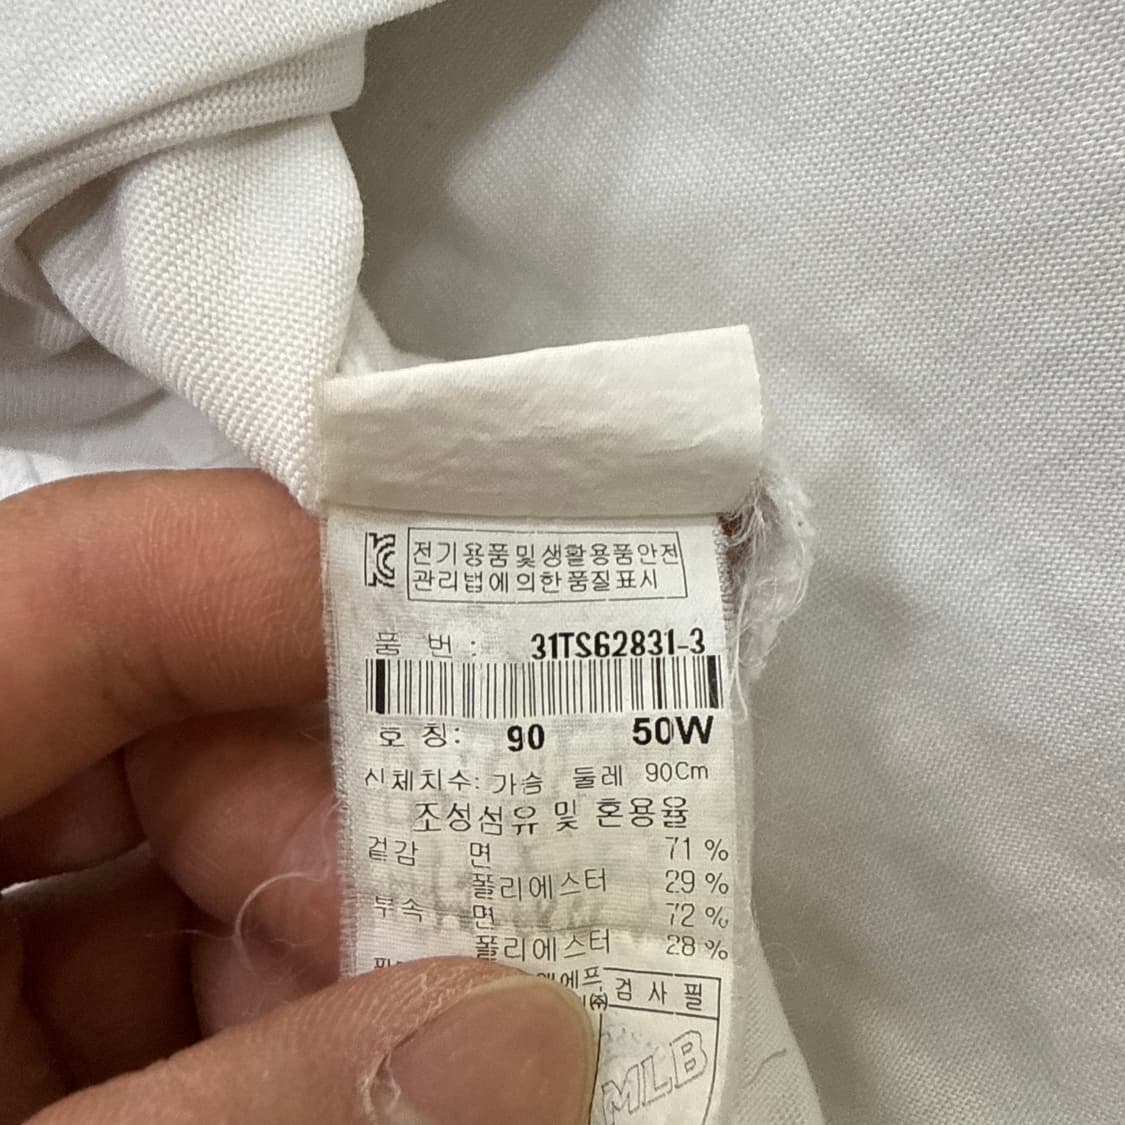 전기용품및생활용품안전
관리법에의한품질표시
품 번 : 31TS62831-3
호 칭: 90 50W
신체치수: 가슴 둘레 90Cm
조성섬유 및 혼용율
겉감 면 71 %
폴리에스터 29 %
부속 면 72 %
폴리에스터 28 %
에프
㈜
검 사 필
MLB